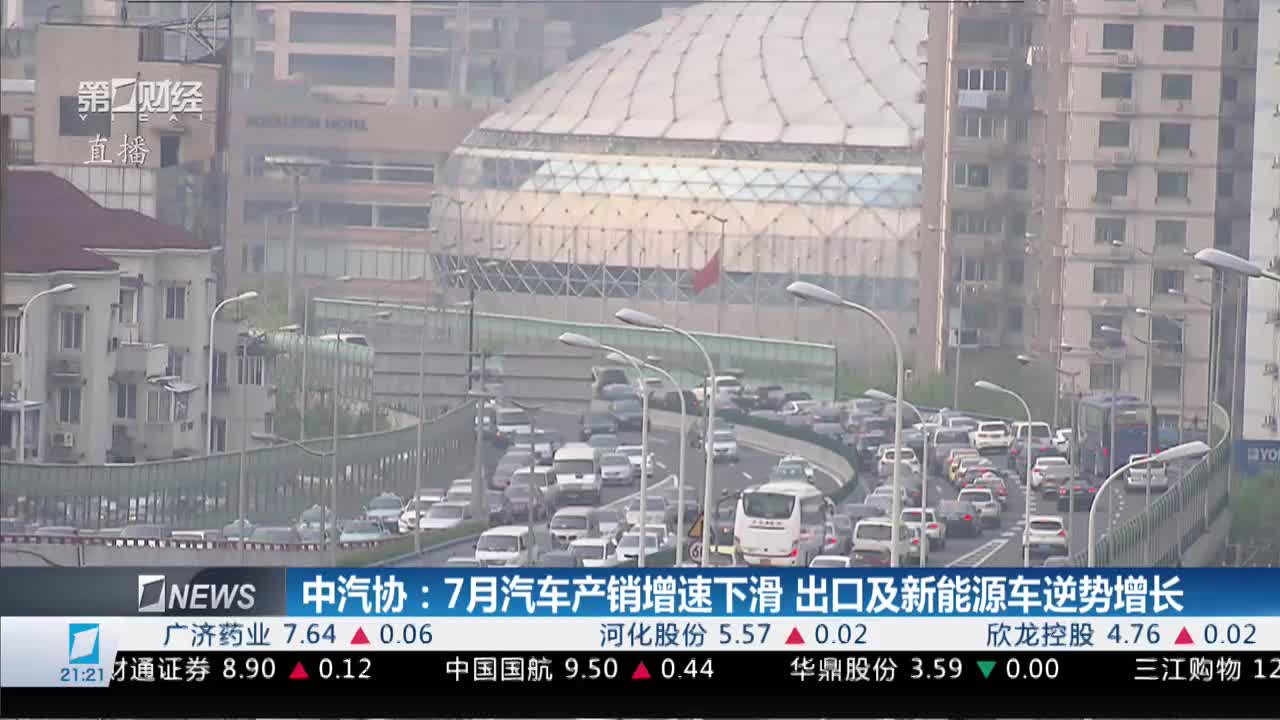 第一财经
YICAI
直播
ROYALTON HOTEL
NEWS 中汽协：7月汽车产销增速下滑 出口及新能源车逆势增长
广济药业 7.64 ▲ 0.06 河化股份 5.57 ▲ 0.02 欣龙控股 4.76 ▲ 0.02
21:21 财通证券 8.90 ▲ 0.12 中国国航 9.50 ▲ 0.44 华鼎股份 3.59 ▼ 0.00 三江购物 12